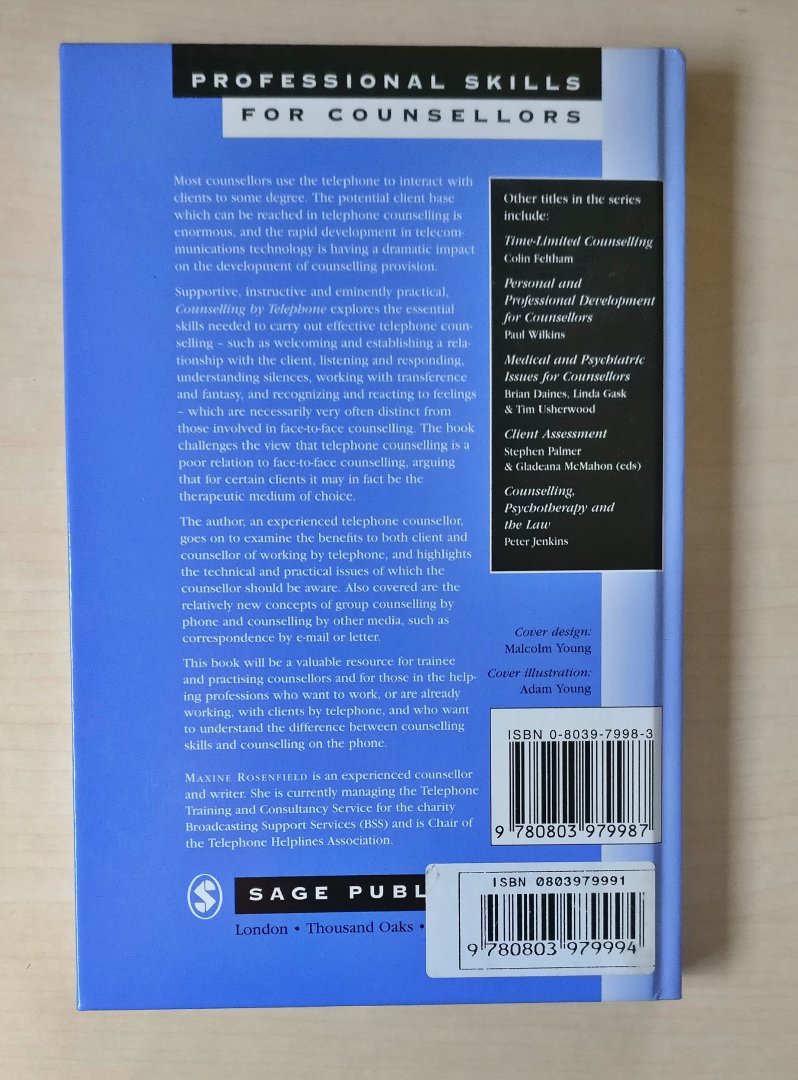 PROFESSIONAL SKILLS
FOR COUNSELLORS
Most counsellors use the telephone to interact with
clients to some degree. The potential client base
which can be reached in telephone counselling is
enormous, and the rapid development in telecom-
munications technology is having a dramatic impact
on the development of counselling provision.
Supportive, instructive and eminently practical,
Counselling by Telephone explores the essential
skills needed to carry out effective telephone coun-
selling – such as welcoming and establishing a rela-
tionship with the client, listening and responding,
understanding silences, working with transference
and fantasy, and recognizing and reacting to feelings
– which are necessarily very often distinct from
those involved in face-to-face counselling. The book
challenges the view that telephone counselling is a
poor relation to face-to-face counselling, arguing
that for certain clients it may in fact be the
therapeutic medium of choice.
The author, an experienced telephone counsellor,
goes on to examine the benefits to both client and
counsellor of working by telephone, and highlights
the technical and practical issues of which the
counsellor should be aware. Also covered are the
relatively new concepts of group counselling by
phone and counselling by other media, such as
correspondence by e-mail or letter.
This book will be a valuable resource for trainee
and practising counsellors and for those in the help-
ing professions who want to work, or are already
working, with clients by telephone, and who want
to understand the difference between counselling
skills and counselling on the phone.
MAXINE ROSENFIELD is an experienced counsellor
and writer. She is currently managing the Telephone
Training and Consultancy Service for the charity
Broadcasting Support Services (BSS) and is Chair of
the Telephone Helplines Association.
Other titles in the series
include:
Time-Limited Counselling
Colin Feltham
Personal and
Professional Development
for Counsellors
Paul Wilkins
Medical and Psychiatric
Issues for Counsellors
Brian Daines, Linda Gask
& Tim Usherwood
Client Assessment
Stephen Palmer
& Gladeana McMahon (eds)
Counselling,
Psychotherapy and
the Law
Peter Jenkins
Cover design:
Malcolm Young
Cover illustration:
Adam Young
ISBN 0-8039-7998-3
9 780803 979987
S
SAGE PUBL
London • Thousand Oaks •
ISBN 0803979991
9 780803 979994